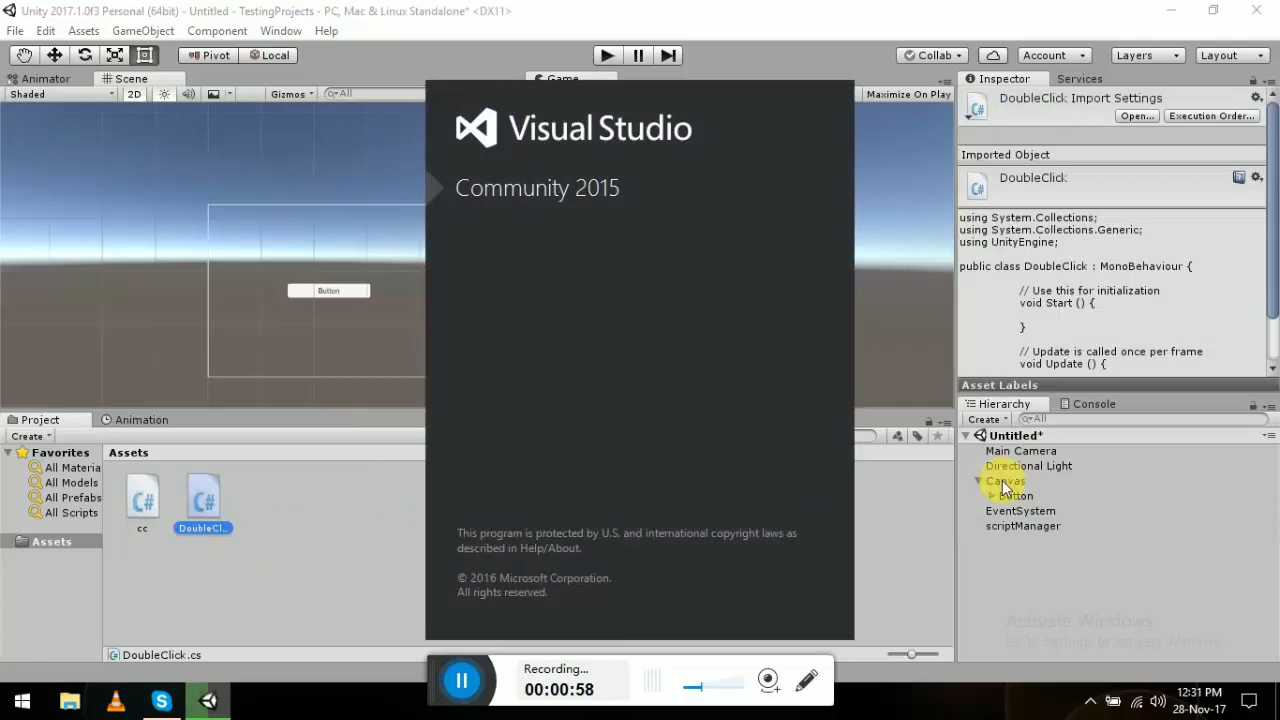 Unity 2017.1.0f3 Personal (64bit) - Untitled - TestingProjects - PC, Mac & Linux Standalone* <DX11>
File Edit Assets GameObject Component Window Help
Pivot Local Collab Account Layers Layout
Animator Scene Game Inspector Services
Shaded 2D Gizmos All Maximize On Play
DoubleClick Import Settings
Open... Execution Order...
Imported Object
DoubleClick
Visual Studio
Community 2015
using System.Collections;
using System.Collections.Generic;
using UnityEngine;
public class DoubleClick : MonoBehaviour {
// Use this for initialization
void Start () {
}
// Update is called once per frame
void Update () {
Button
Asset Labels
Project Animation
Hierarchy Console
Create
Create All
Favorites
All Materia
All Models
All Prefabs
All Scripts
Assets
Assets
C# C#
cc DoubleCl...
DoubleClick.cs
Untitled*
Main Camera
Directional Light
Canvas
Button
EventSystem
scriptManager
This program is protected by U.S. and international copyright laws as
described in Help/About.
© 2016 Microsoft Corporation.
All rights reserved.
Activate Windows
Recording...
00:00:58
12:31 PM
28-Nov-17